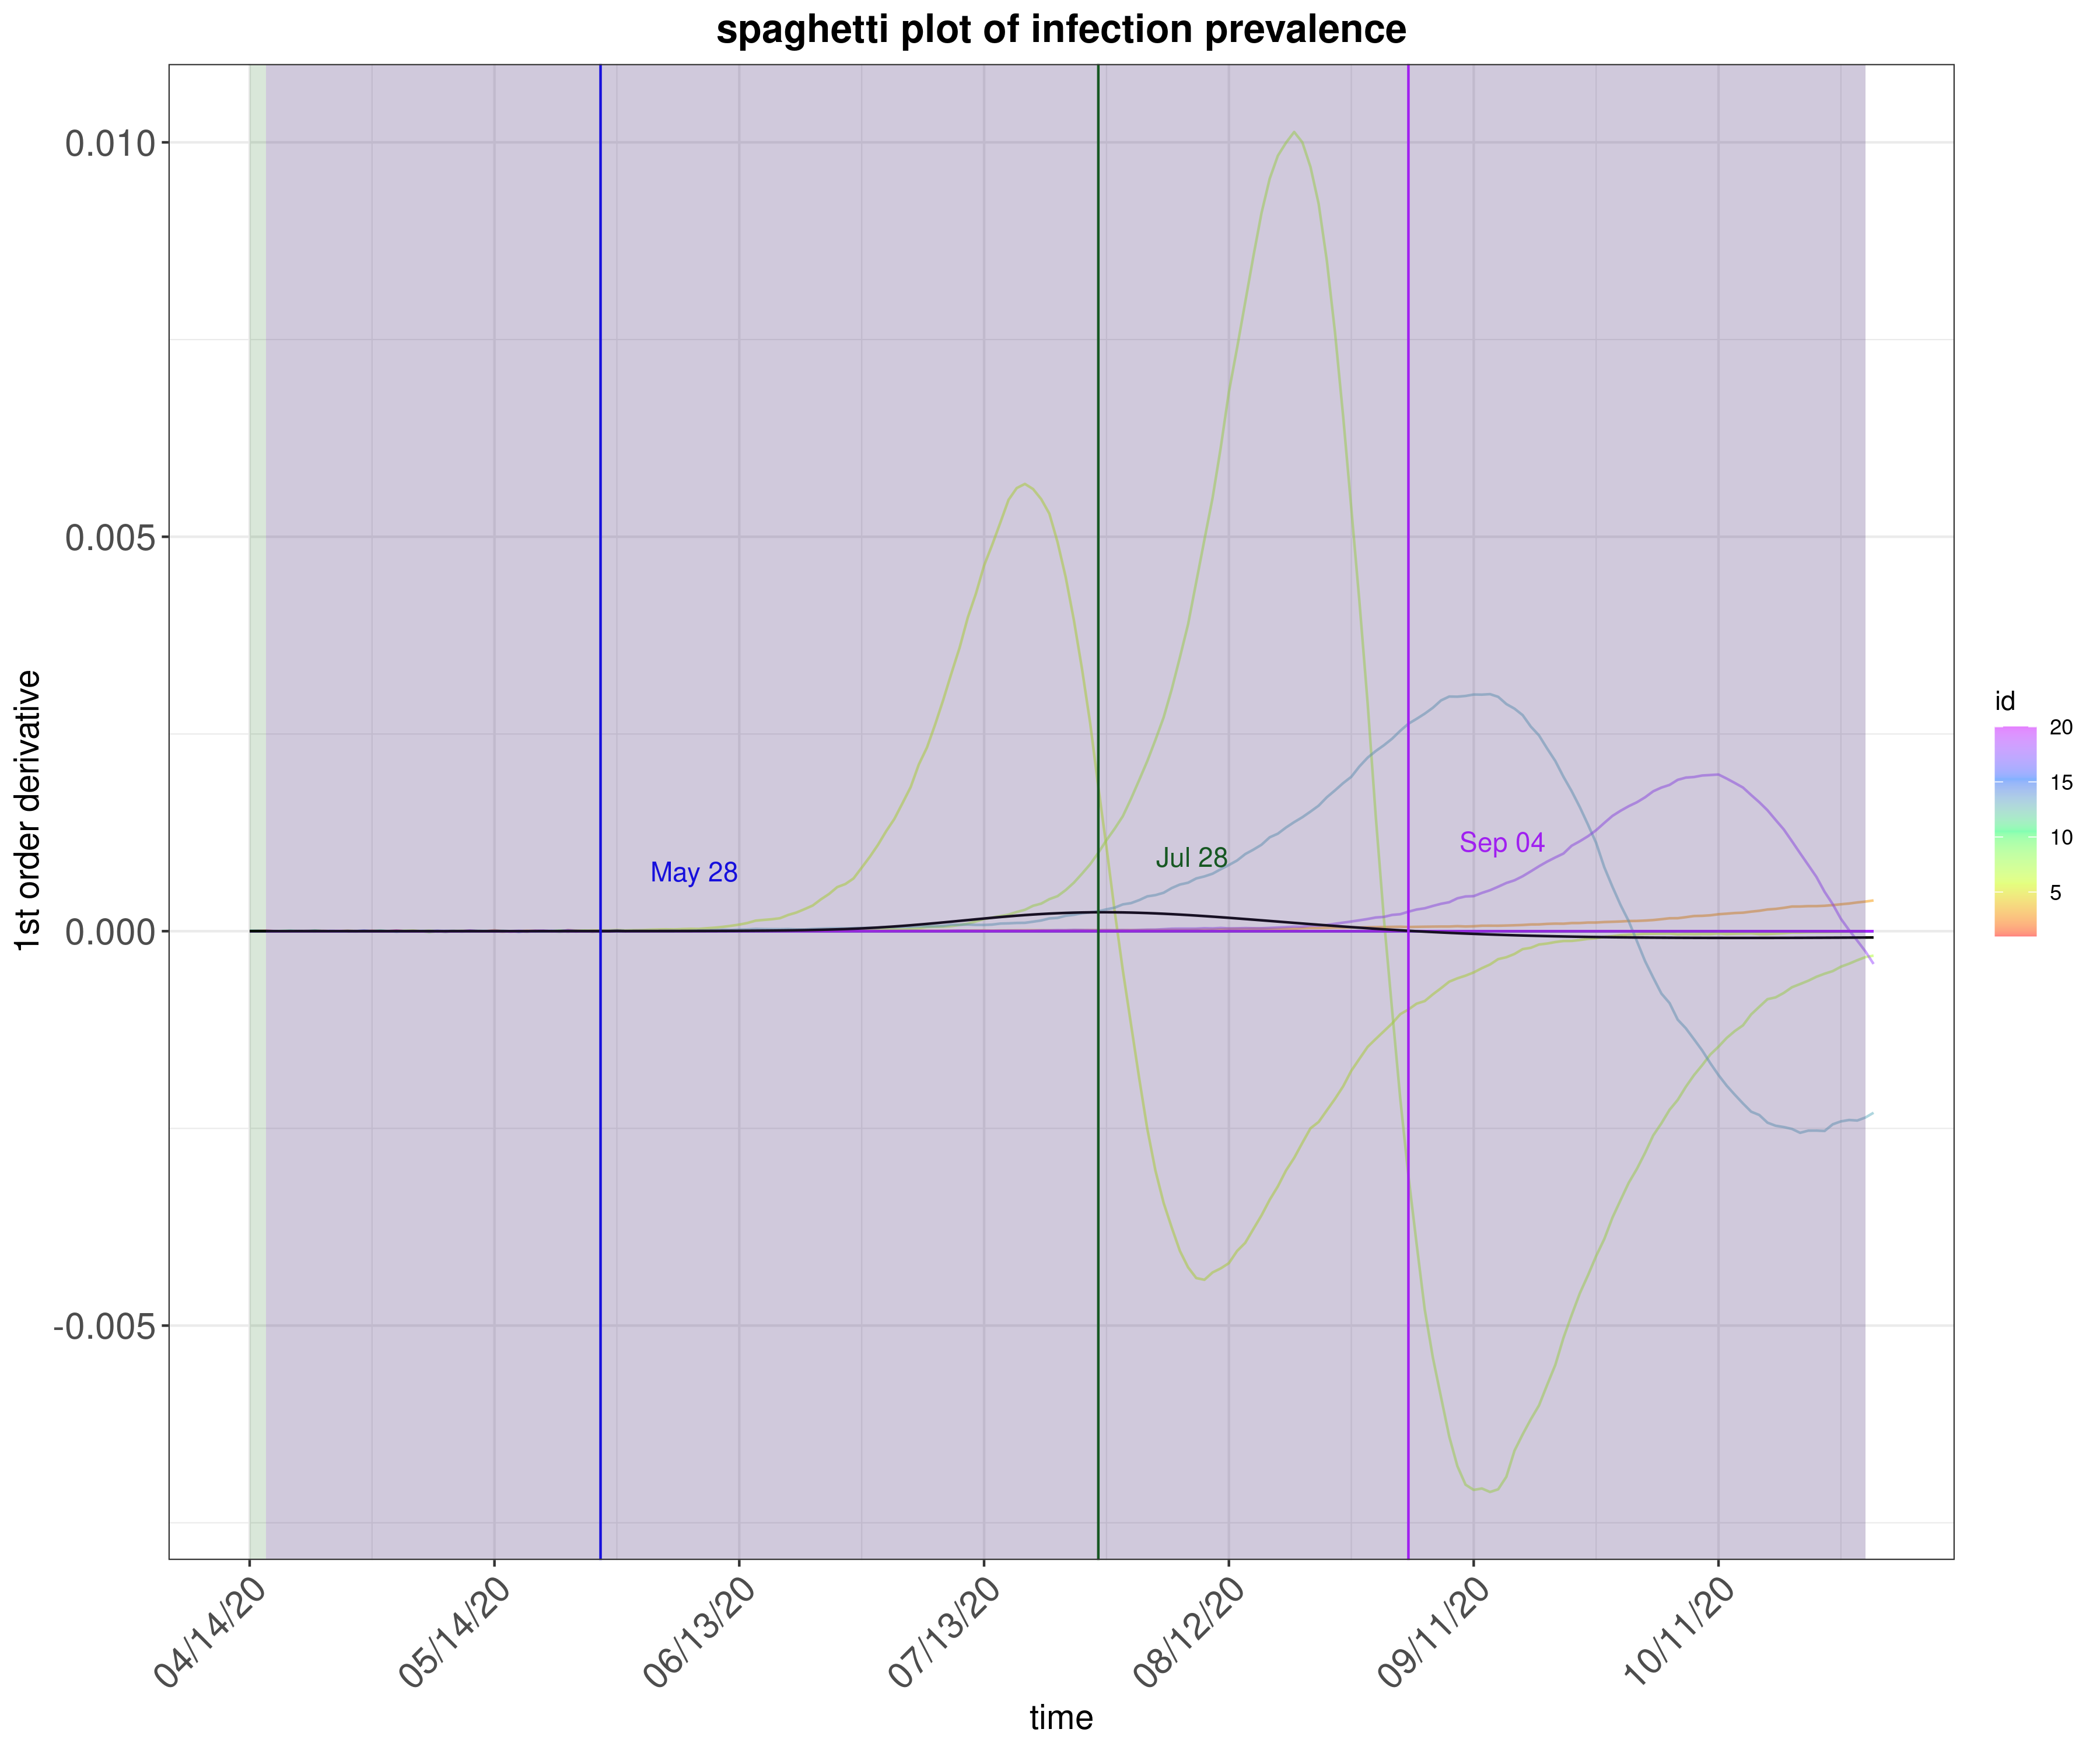 spaghetti plot of infection prevalence
1st order derivative
0.010
0.005
0.000
-0.005
May 28
Jul 28
Sep 04
id
20
15
10
5
04/14/20
05/14/20
06/13/20
07/13/20
08/12/20
09/11/20
10/11/20
time